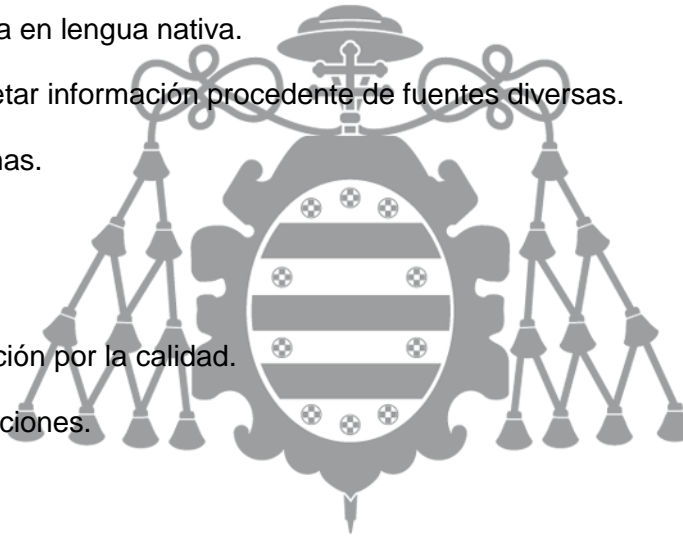 a en lengua nativa.
etar información procedente de fuentes diversas.
nas.
ción por la calidad.
ciones.